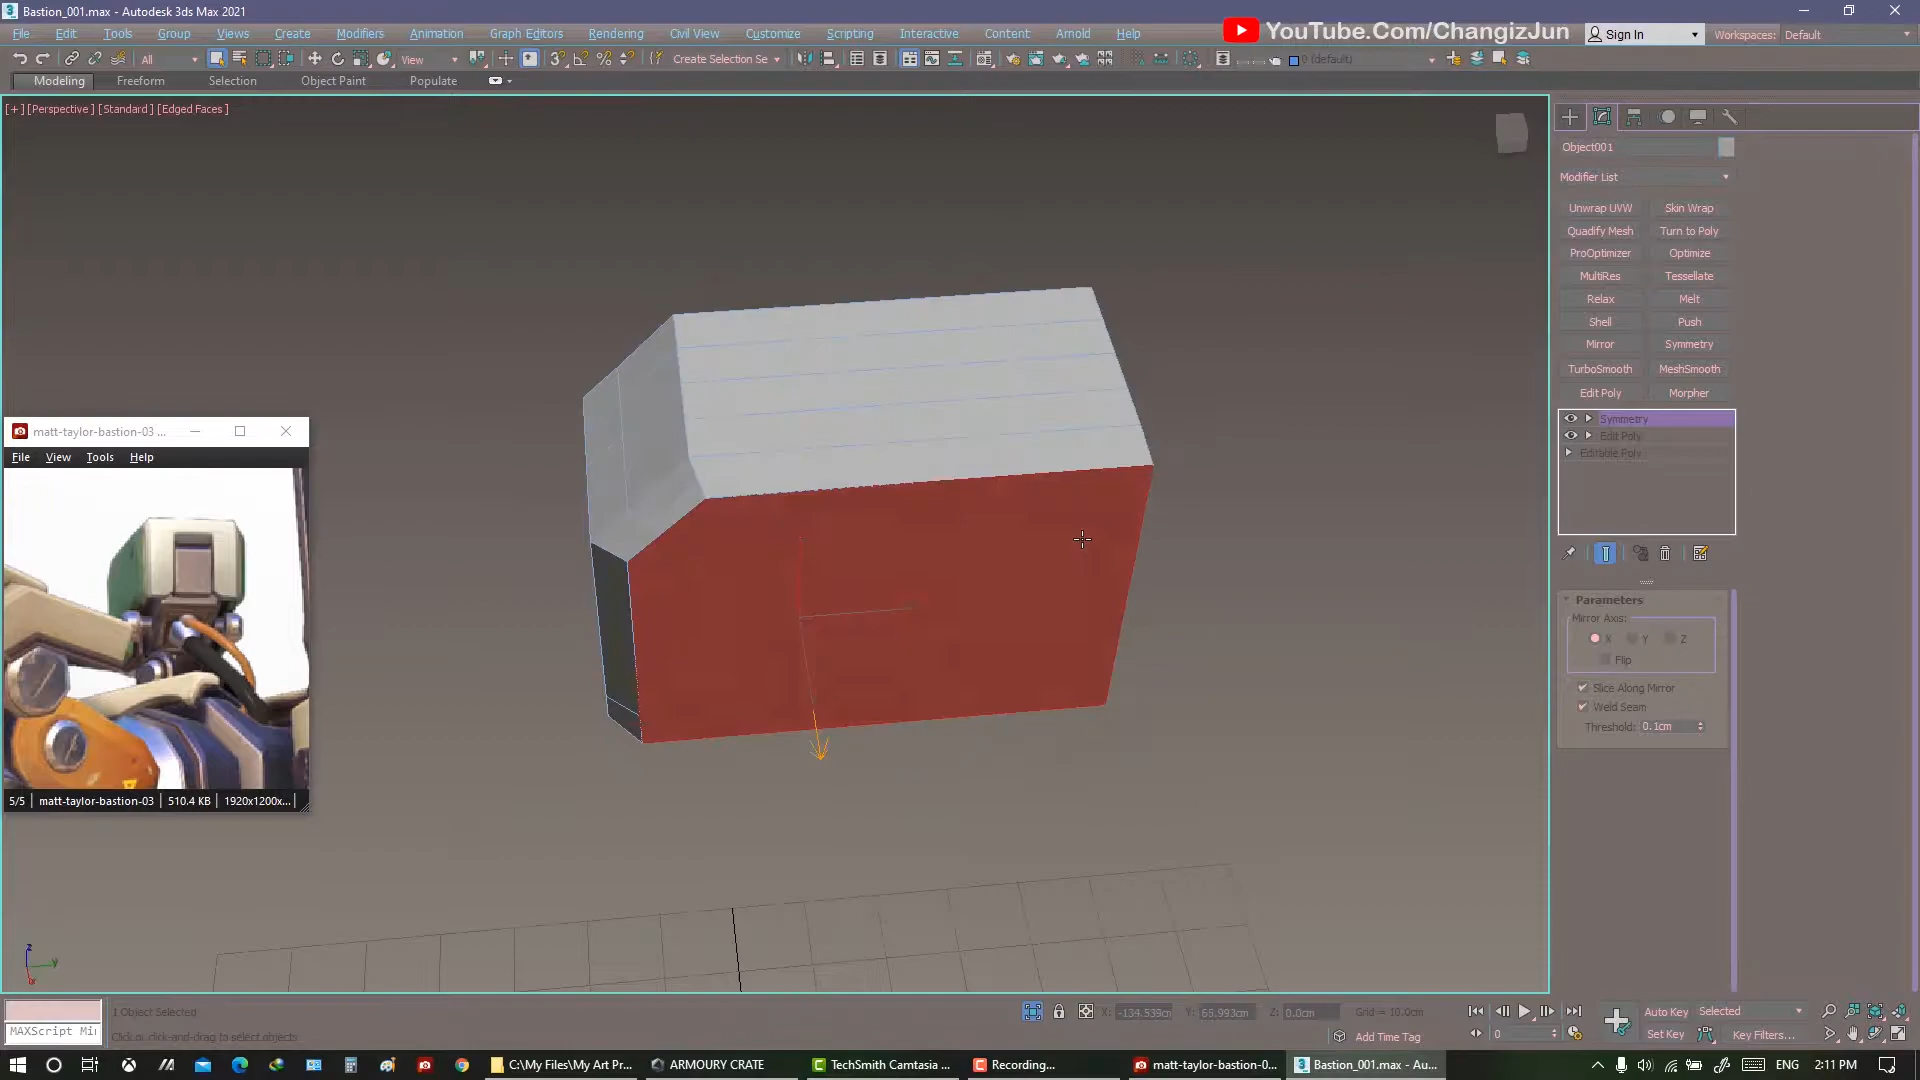 Bastion_001.max - Autodesk 3ds Max 2021
File Edit Tools Group Views Create Modifiers Animation Graph Editors Rendering Civil View Customize Scripting Interactive Content Arnold Help
YouTube.Com/ChangizJun
Sign In
Workspaces: Default
All
View
Create Selection Se
0 (default)
Modeling Freeform Selection Object Paint Populate
[+] [Perspective] [Standard] [Edged Faces]
Object001
Modifier List
Unwrap UVW Skin Wrap
Quadify Mesh Turn to Poly
ProOptimizer Optimize
MultiRes Tessellate
Relax Melt
Shell Push
Mirror Symmetry
TurboSmooth MeshSmooth
Edit Poly Morpher
Symmetry
Edit Poly
Editable Poly
Parameters
Mirror Axis:
X Y Z
Flip
Slice Along Mirror
Weld Seam
Threshold: 0.1cm
matt-taylor-bastion-03 ...
File View Tools Help
5/5 matt-taylor-bastion-03 510.4 KB 1920x1200x...
z
y
1 Object Selected
Click or click-and-drag to select objects
MAXScript Mi
X: -134.539cm Y: 65.993cm Z: 0.0cm Grid = 10.0cm
Add Time Tag
0
Auto Key Selected
Set Key Key Filters...
C:\My Files\My Art Pr...
ARMOURY CRATE
TechSmith Camtasia ...
Recording...
matt-taylor-bastion-0...
Bastion_001.max - Au...
ENG 2:11 PM